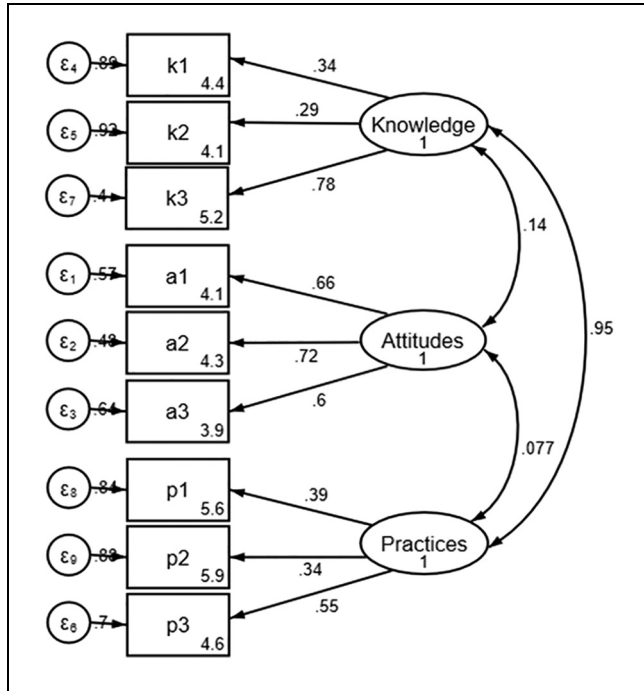 ε4 .89 k1 4.4 .34
ε5 .92 k2 4.1 .29 Knowledge 1
ε7 .4 k3 5.2 .78
.14
ε1 .57 a1 4.1 .66
ε2 .48 a2 4.3 .72 Attitudes 1 .95
ε3 .64 a3 3.9 .6
.077
ε8 .84 p1 5.6 .39
ε9 .88 p2 5.9 .34 Practices 1
ε6 .7 p3 4.6 .55